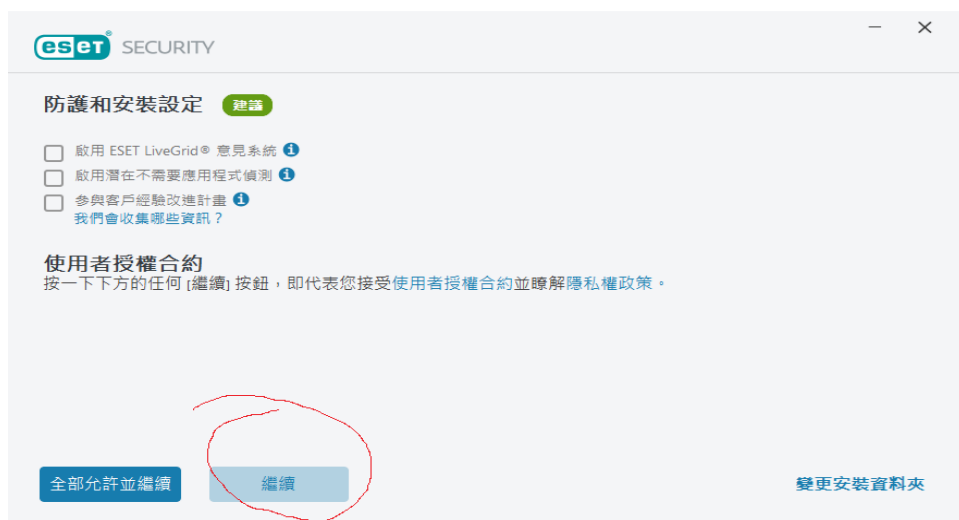 eset® SECURITY
防護和安裝設定 建議
啟用 ESET LiveGrid® 意見系統
啟用潛在不需要應用程式偵測
參與客戶經驗改進計畫
我們會收集哪些資訊？
使用者授權合約
按一下下方的任何 [繼續] 按鈕，即代表您接受使用者授權合約並瞭解隱私權政策。
全部允許並繼續 繼續 變更安裝資料夾